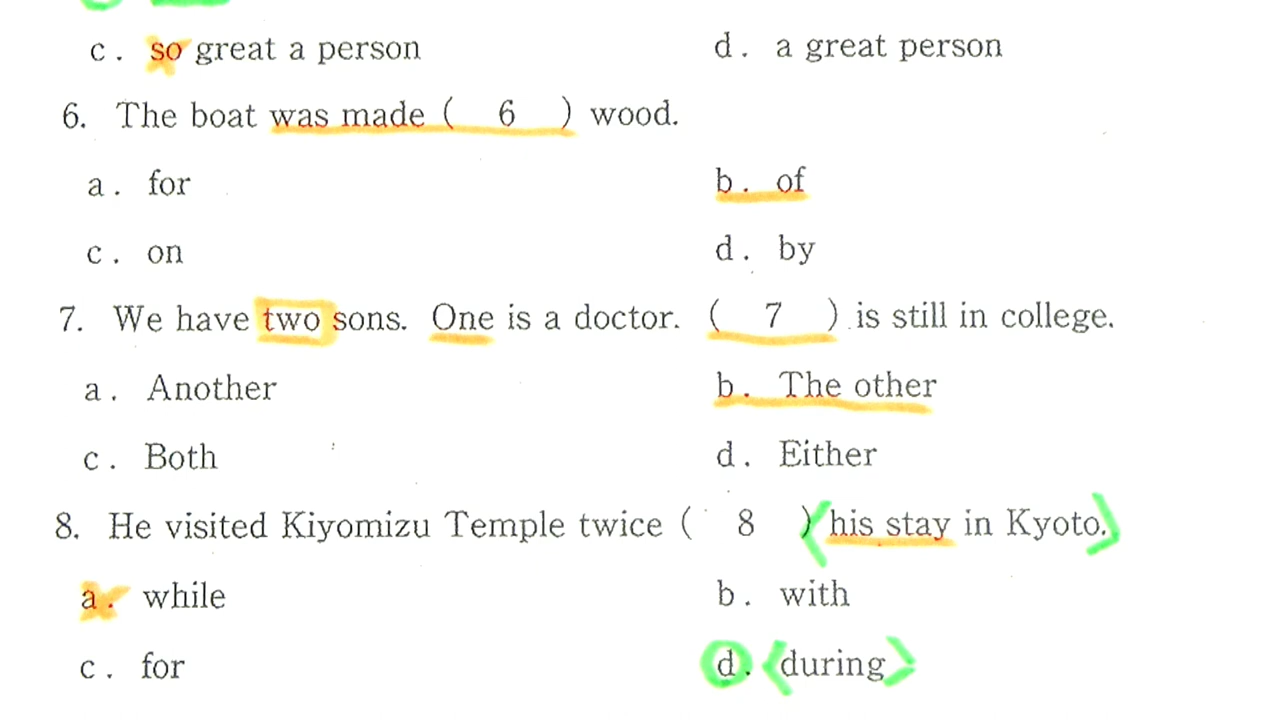 c. so great a person d. a great person
6. The boat was made ( 6 ) wood.
a. for b. of
c. on d. by
7. We have two sons. One is a doctor. ( 7 ) is still in college.
a. Another b. The other
c. Both d. Either
8. He visited Kiyomizu Temple twice ( 8 ) his stay in Kyoto.
a. while b. with
c. for d. during